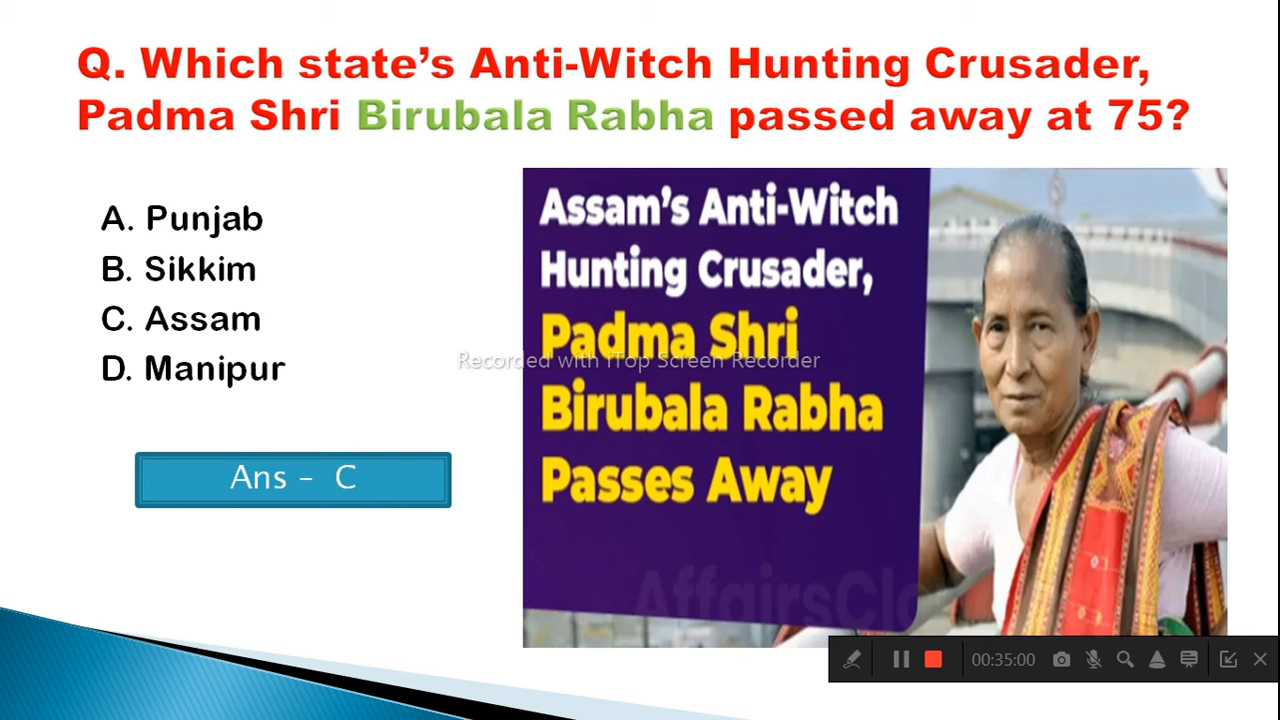 Q. Which state’s Anti-Witch Hunting Crusader,
Padma Shri Birubala Rabha passed away at 75?
A. Punjab
B. Sikkim
C. Assam
D. Manipur
Ans – C
Assam’s Anti-Witch
Hunting Crusader,
Padma Shri
Birubala Rabha
Passes Away
Recorded with iTop Screen Recorder
00:35:00